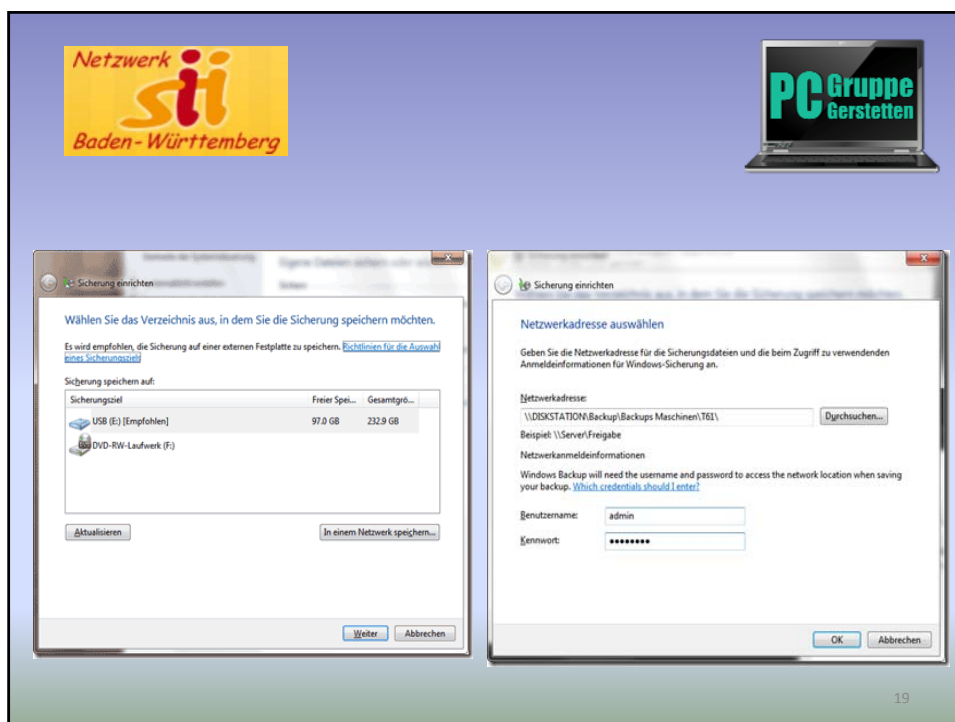 Netzwerk
sii
Baden-Württemberg
PC Gruppe
Gerstetten
Sicherung einrichten
Wählen Sie das Verzeichnis aus, in dem Sie die Sicherung speichern möchten.
Es wird empfohlen, die Sicherung auf einer externen Festplatte zu speichern. Richtlinien für die Auswahl
eines Sicherungsziels
Sicherung speichern auf:
Sicherungsziel Freier Spei... Gesamtgrö...
USB (E:) [Empfohlen] 97.0 GB 232.9 GB
DVD-RW-Laufwerk (F:)
Aktualisieren In einem Netzwerk speichern...
Weiter Abbrechen
Sicherung einrichten
Netzwerkadresse auswählen
Geben Sie die Netzwerkadresse für die Sicherungsdateien und die beim Zugriff zu verwendenden
Anmeldeinformationen für Windows-Sicherung an.
Netzwerkadresse:
\\DISKSTATION\Backup\Backups Maschinen\T61\ Durchsuchen...
Beispiel: \\Server\Freigabe
Netzwerkanmeldeinformationen
Windows Backup will need the username and password to access the network location when saving
your backup. Which credentials should I enter?
Benutzername: admin
Kennwort: ●●●●●●●●
OK Abbrechen
19